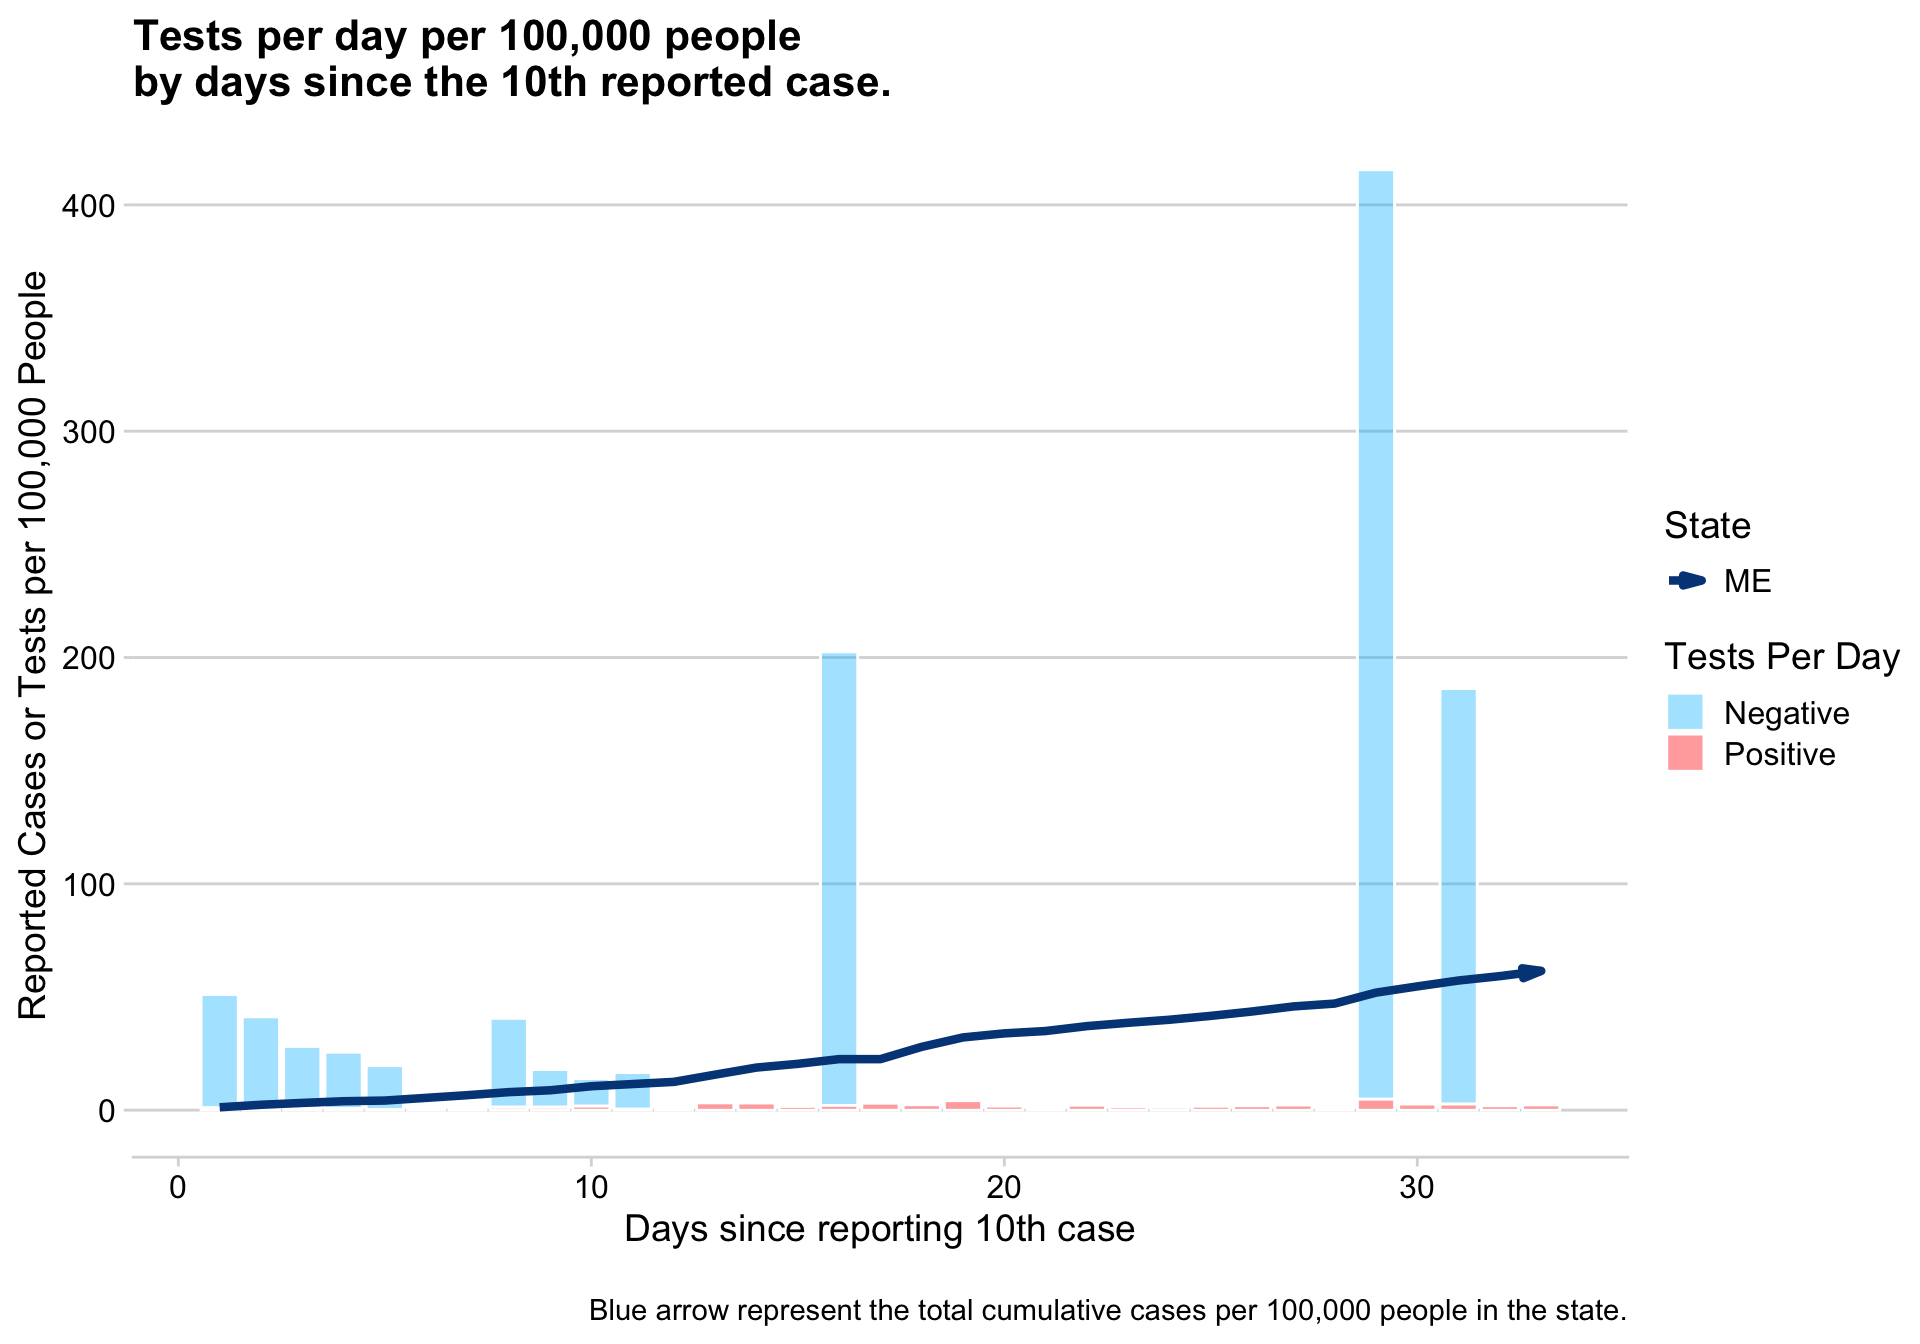 Tests per day per 100,000 people
by days since the 10th reported case.
Reported Cases or Tests per 100,000 People
400
300
200
100
0
0 10 20 30
Days since reporting 10th case
State
ME
Tests Per Day
Negative
Positive
Blue arrow represent the total cumulative cases per 100,000 people in the state.